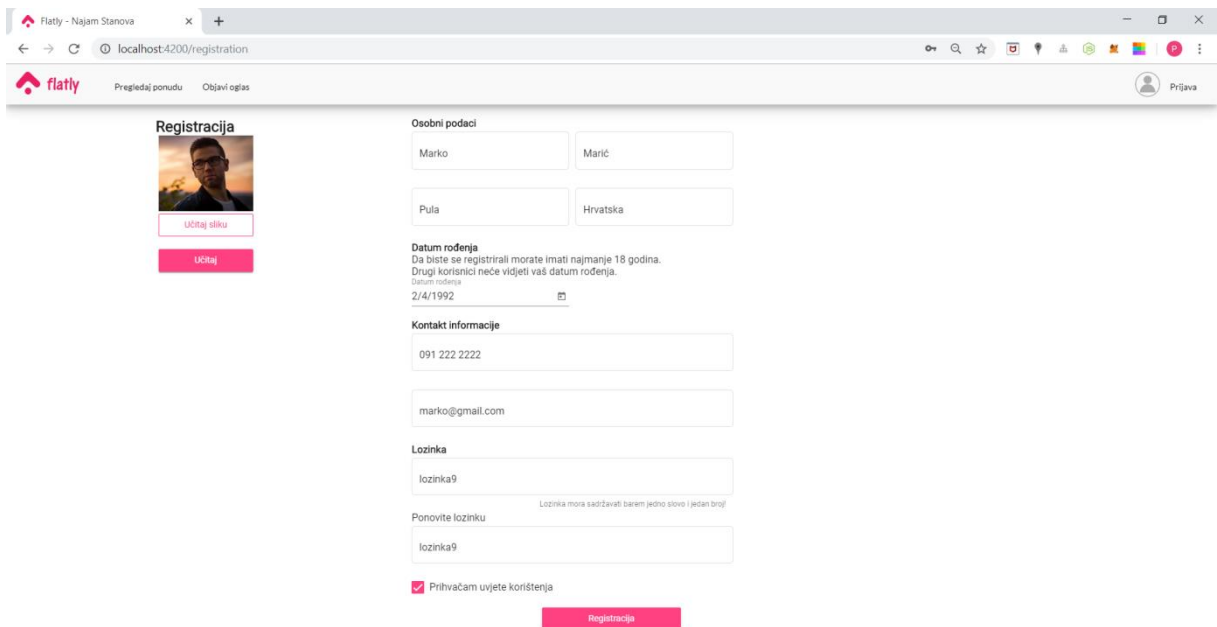 Flatly - Najam Stanova
localhost:4200/registration
P
flatly
Pregledaj ponudu
Objavi oglas
Prijava
Registracija
Učitaj sliku
Učitaj
Osobni podaci
Marko
Marić
Pula
Hrvatska
Datum rođenja
Da biste se registrirali morate imati najmanje 18 godina.
Drugi korisnici neće vidjeti vaš datum rođenja.
Datum rođenja
2/4/1992
Kontakt informacije
091 222 2222
marko@gmail.com
Lozinka
lozinka9
Lozinka mora sadržavati barem jedno slovo i jedan broj!
Ponovite lozinku
lozinka9
Prihvaćam uvjete korištenja
Registracija